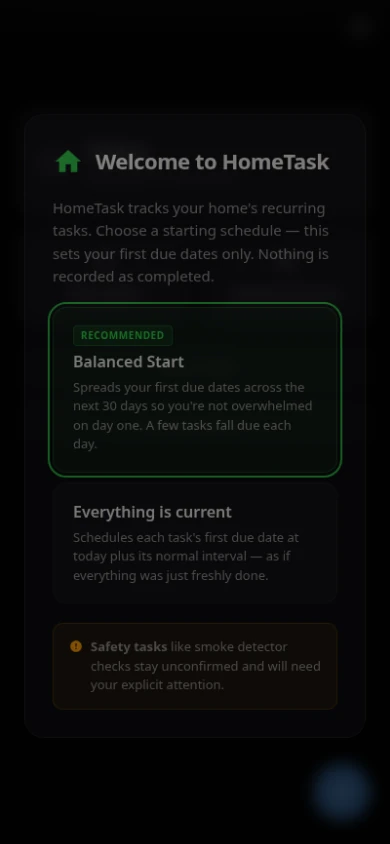 Welcome to HomeTask
HomeTask tracks your home's recurring
tasks. Choose a starting schedule — this
sets your first due dates only. Nothing is
recorded as completed.
RECOMMENDED
Balanced Start
Spreads your first due dates across the
next 30 days so you're not overwhelmed
on day one. A few tasks fall due each
day.
Everything is current
Schedules each task's first due date at
today plus its normal interval — as if
everything was just freshly done.
Safety tasks like smoke detector
checks stay unconfirmed and will need
your explicit attention.